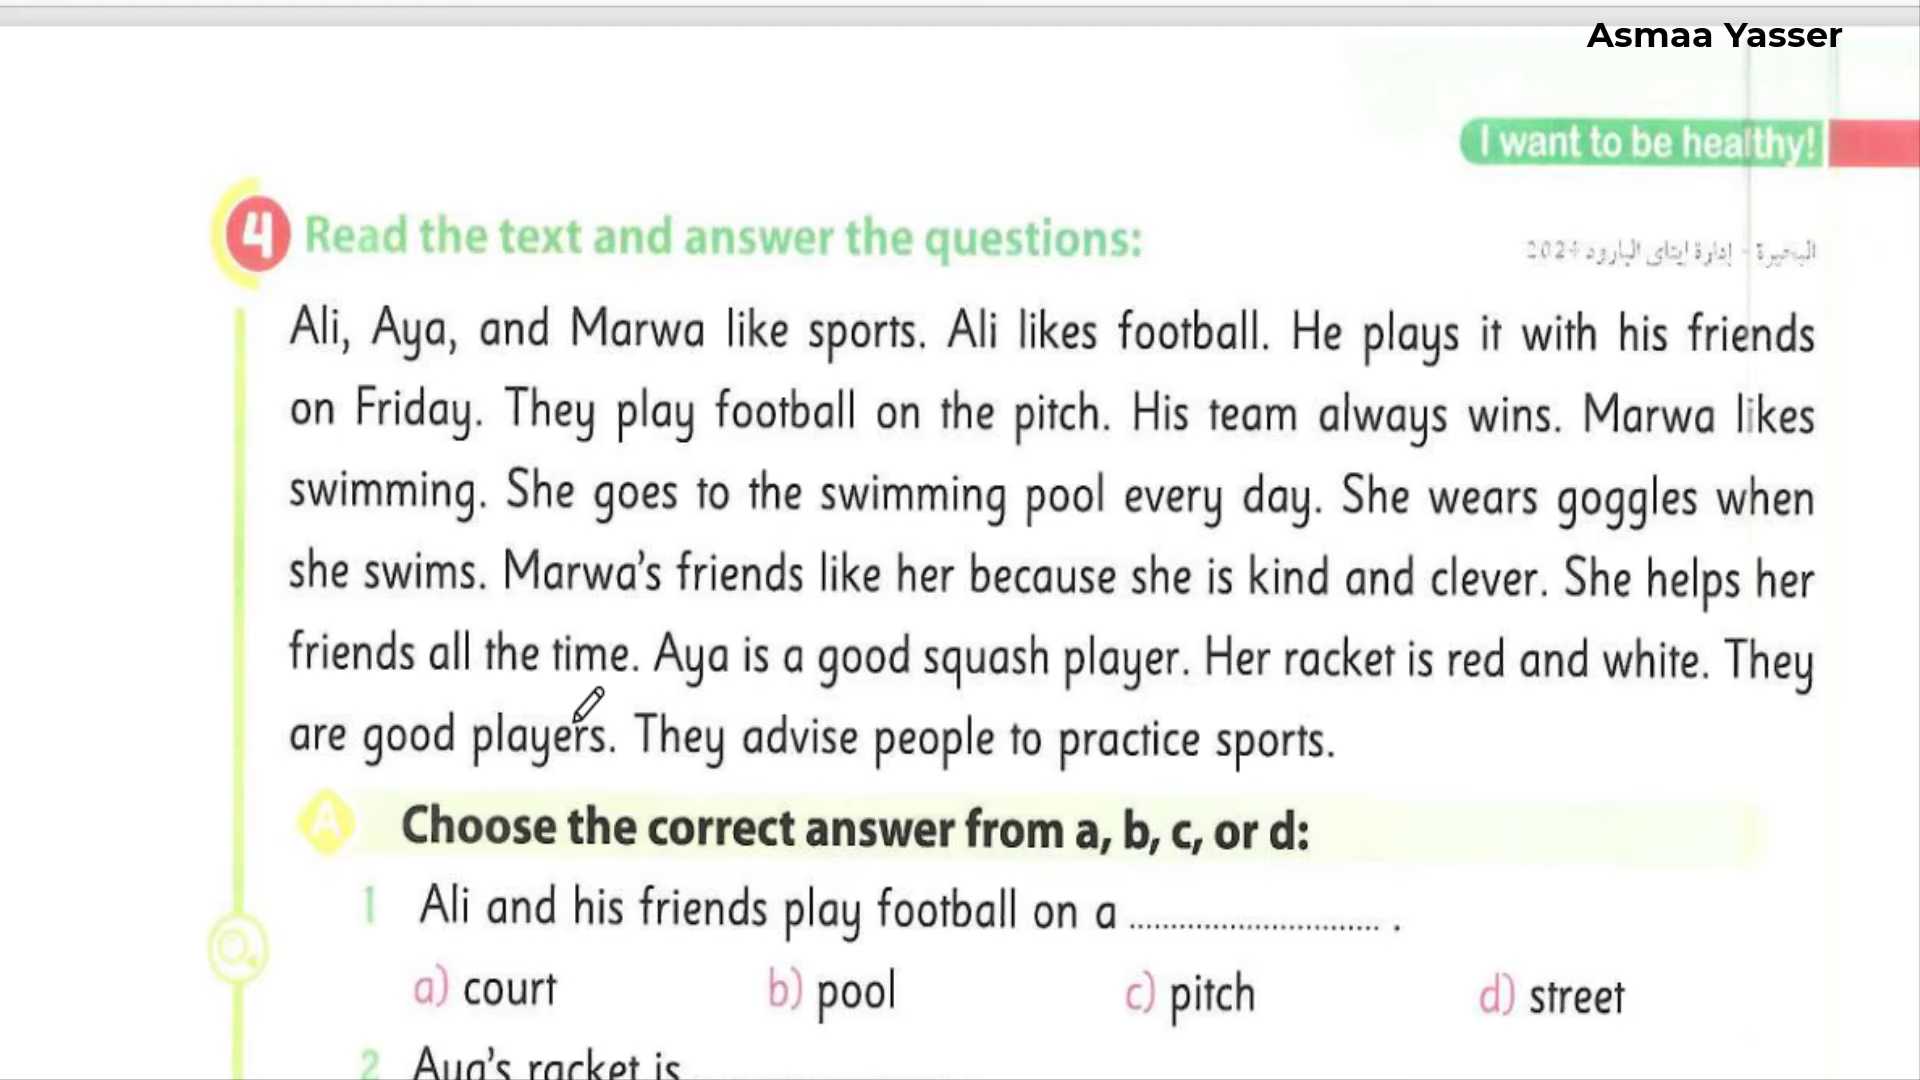 Asmaa Yasser
I want to be healthy!
4 Read the text and answer the questions:
البحيرة - إدارة إيتاى البارود 2024
Ali, Aya, and Marwa like sports. Ali likes football. He plays it with his friends
on Friday. They play football on the pitch. His team always wins. Marwa likes
swimming. She goes to the swimming pool every day. She wears goggles when
she swims. Marwa's friends like her because she is kind and clever. She helps her
friends all the time. Aya is a good squash player. Her racket is red and white. They
are good players. They advise people to practice sports.
A Choose the correct answer from a, b, c, or d:
1 Ali and his friends play football on a .............................. .
a) court b) pool c) pitch d) street
2 Aya's racket is